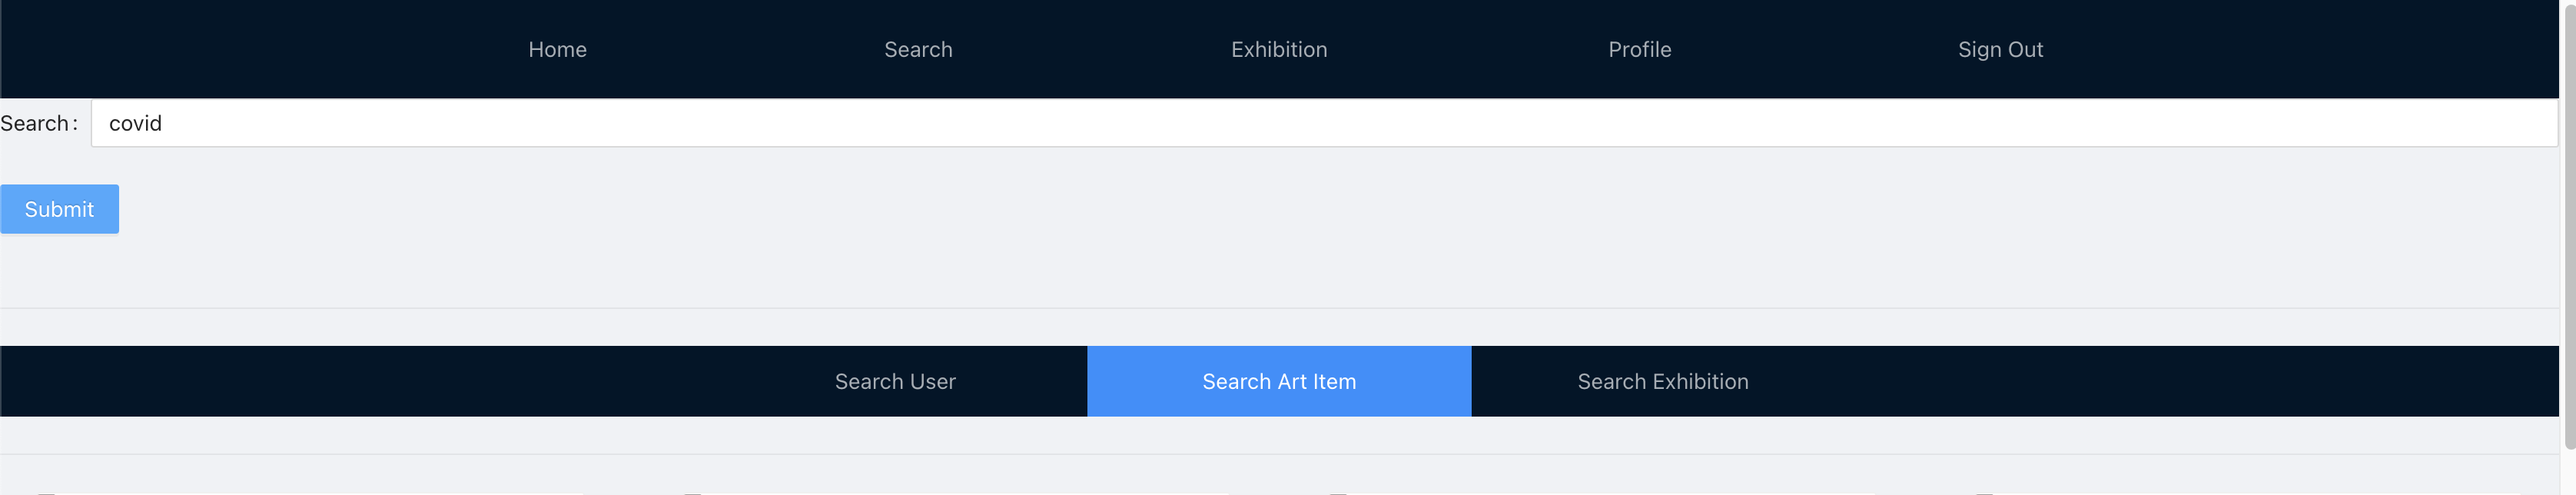 Home Search Exhibition Profile Sign Out
Search: covid
Submit
Search User Search Art Item Search Exhibition